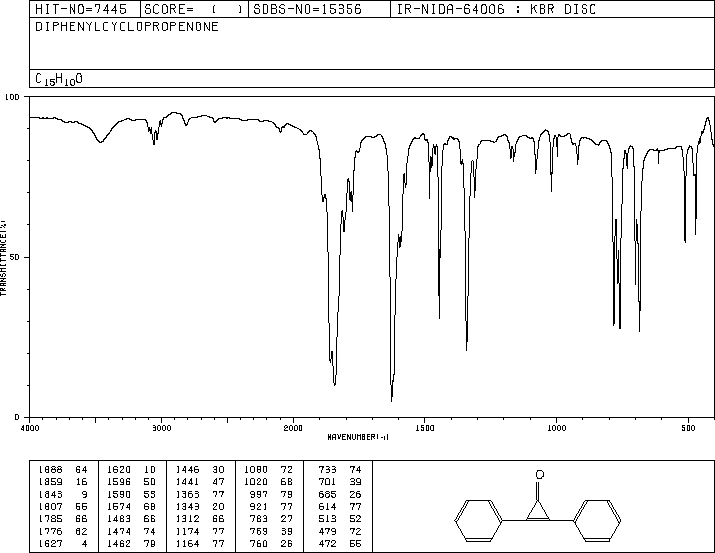 HIT-NO=7445 SCORE= ( ) SDBS-NO=15356 IR-NIDA-64006 : KBR DISC
DIPHENYLCYCLOPROPENONE
C15H10O
100
50
0
TRANSMITTANCE(%)
4000 3000 2000 1500 1000 500
WAVENUMBER(-1)
1888 64 1620 10 1446 30 1080 72 733 74
1859 16 1596 50 1441 47 1020 68 701 39
1843 9 1590 55 1363 77 997 79 685 26
1807 55 1574 68 1343 20 921 77 614 77
1785 66 1483 66 1312 66 783 27 513 52
1776 62 1474 74 1174 77 769 39 479 72
1627 4 1462 79 1164 77 760 26 472 55
O